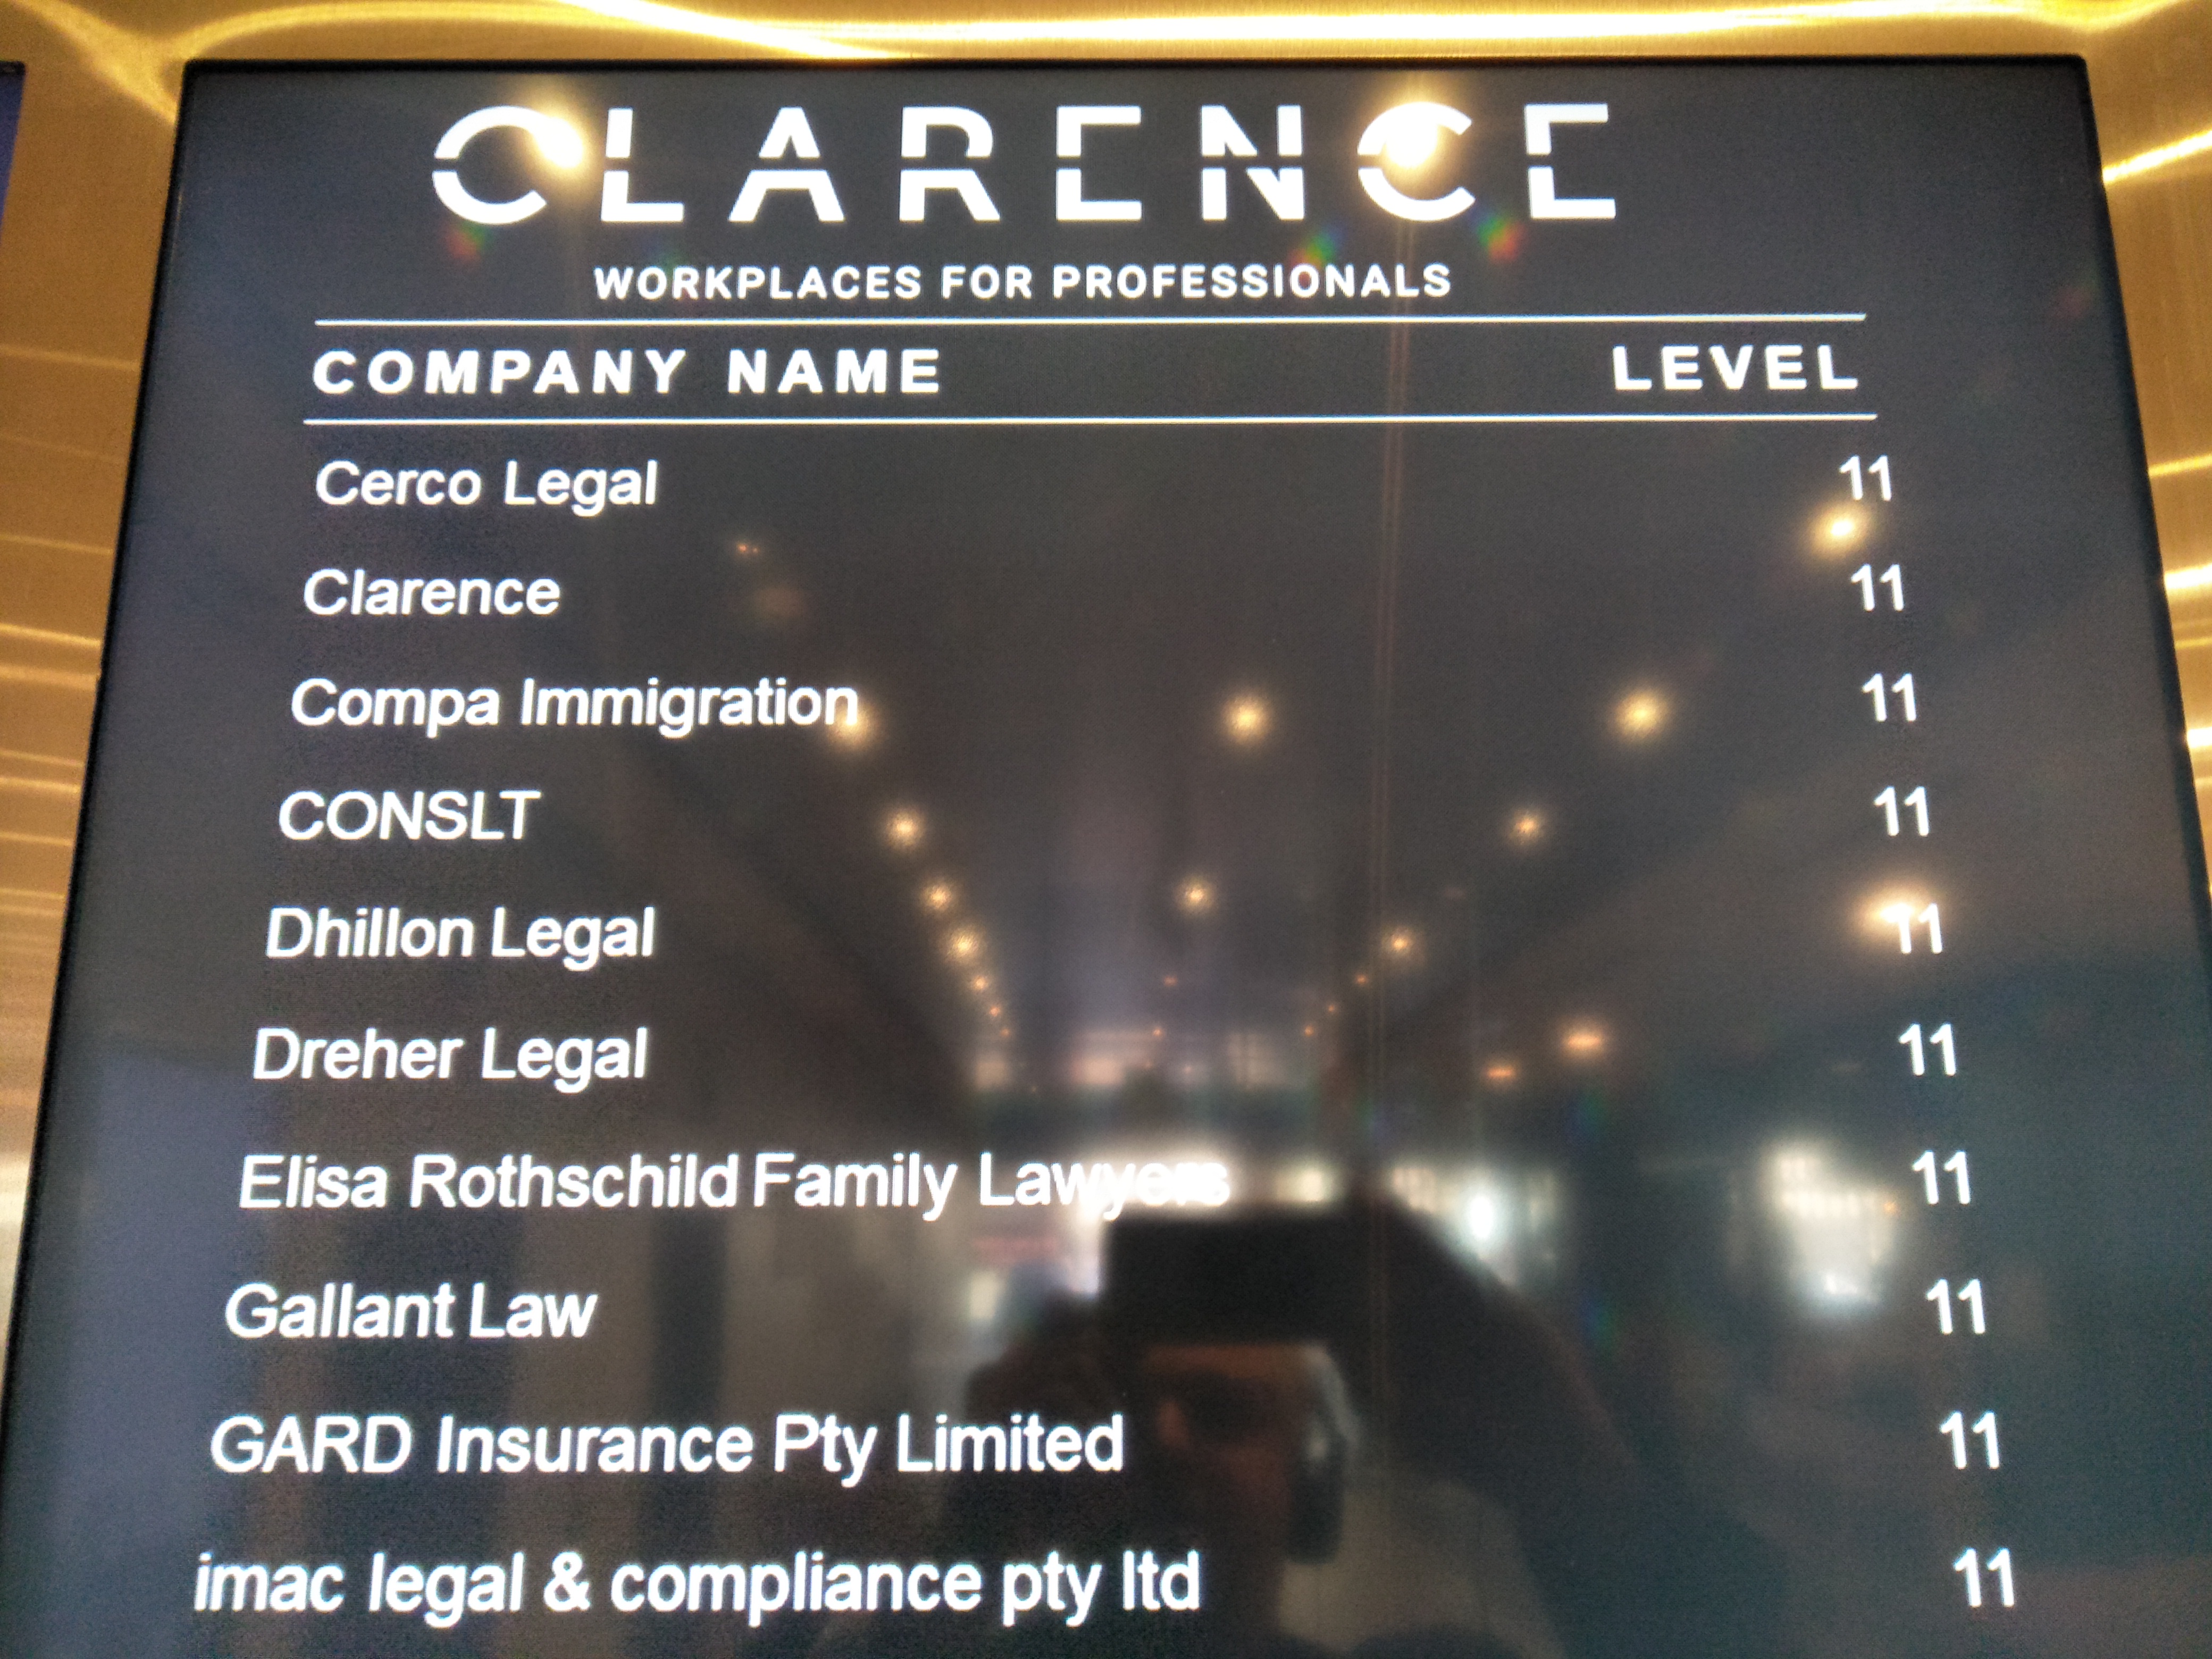 CLARENCE
WORKPLACES FOR PROFESSIONALS
COMPANY NAME LEVEL
Cerco Legal 11
Clarence 11
Compa Immigration 11
CONSLT 11
Dhillon Legal 11
Dreher Legal 11
Elisa Rothschild Family Lawyers 11
Gallant Law 11
GARD Insurance Pty Limited 11
imac legal & compliance pty ltd 11